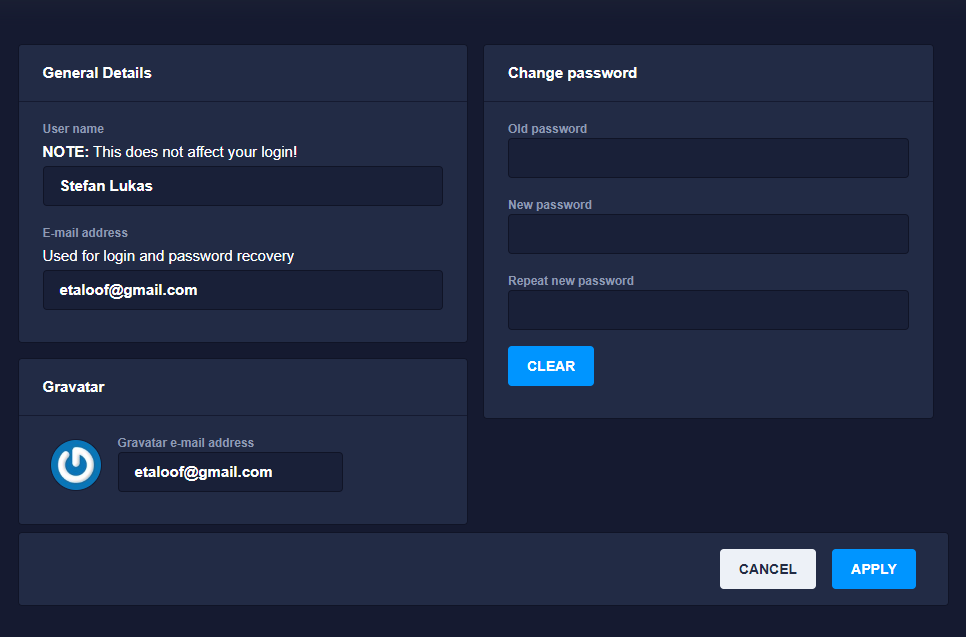 General Details
User name
NOTE: This does not affect your login!
Stefan Lukas
E-mail address
Used for login and password recovery
etaloof@gmail.com
Gravatar
Gravatar e-mail address
etaloof@gmail.com
Change password
Old password
New password
Repeat new password
CLEAR
CANCEL
APPLY